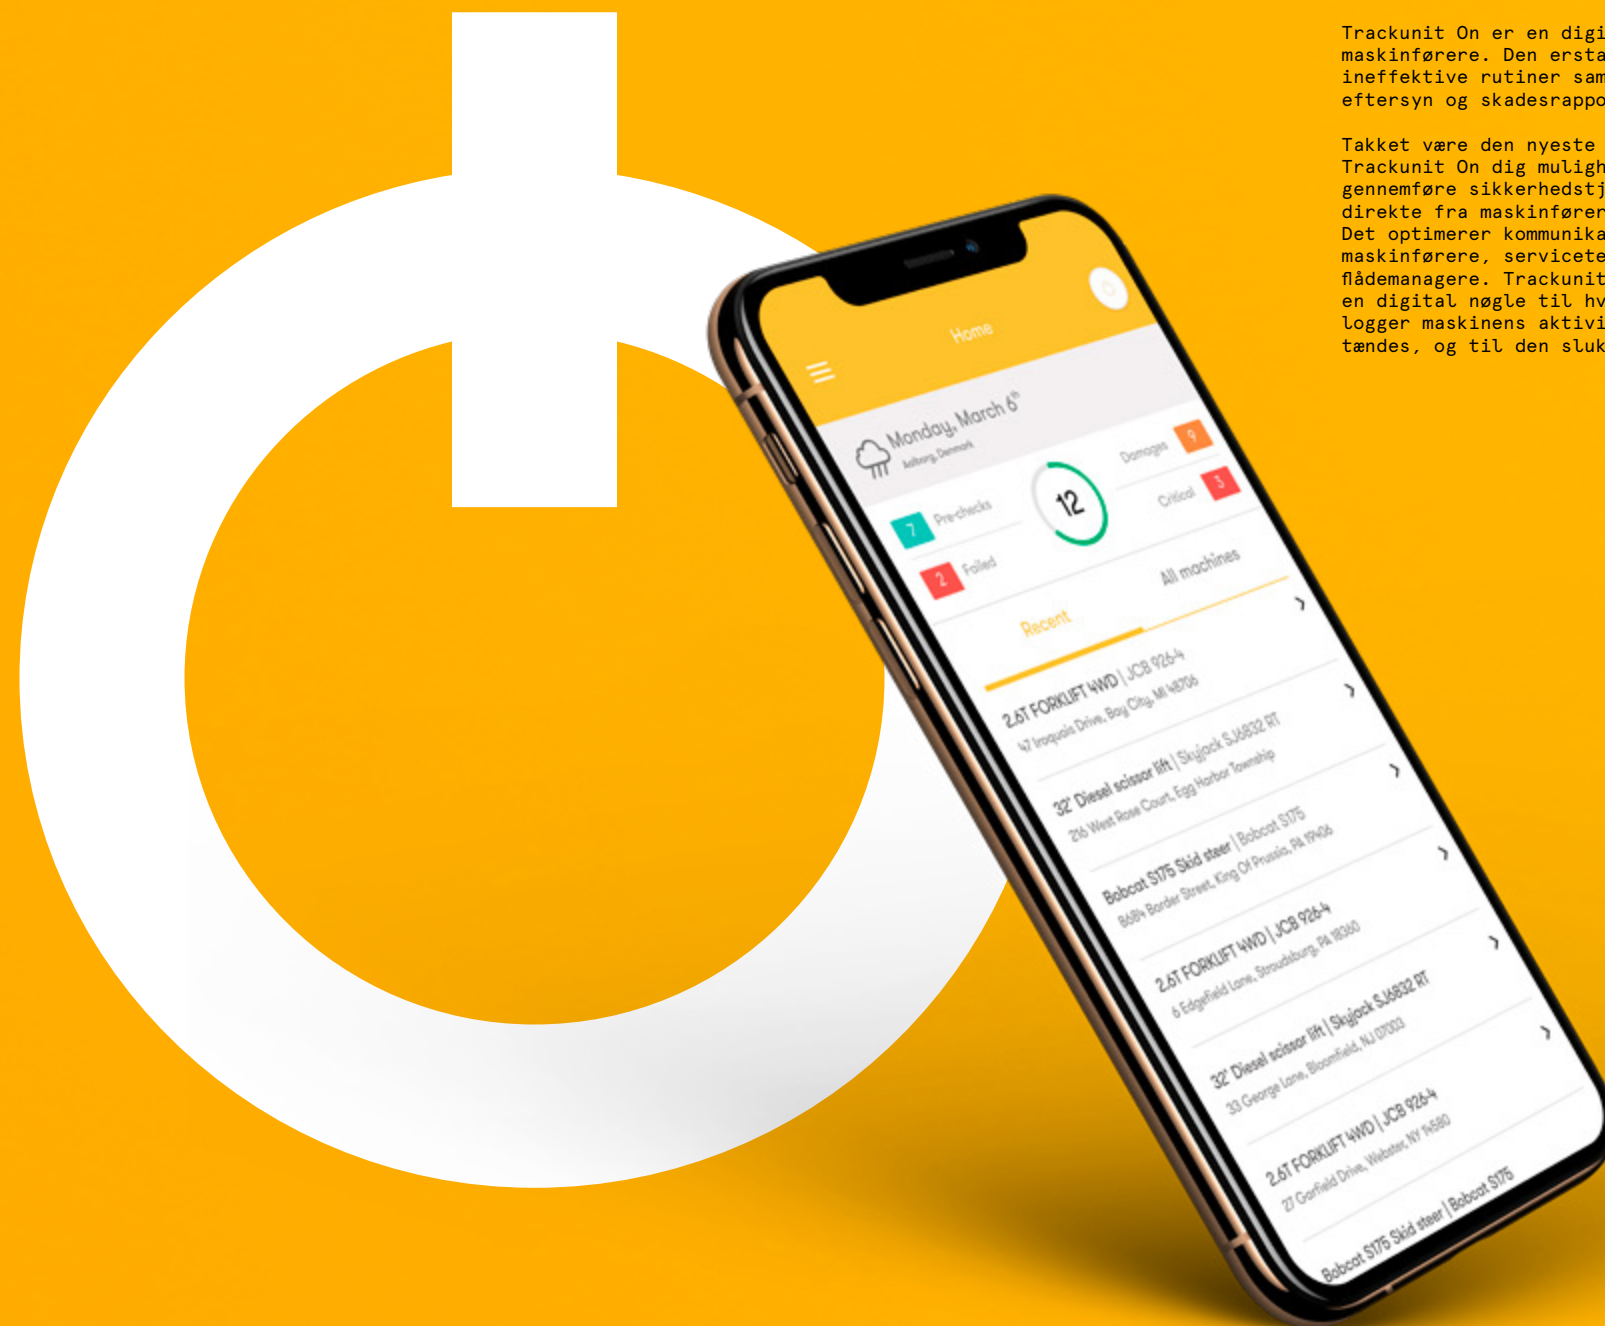 Trackunit On er en digi
maskinførere. Den ersta
ineffektive rutiner sam
eftersyn og skadesrappo
Takket være den nyeste
Trackunit On dig muligh
gennemføre sikkerhedstj
direkte fra maskinfører
Det optimerer kommunika
maskinførere, servicete
flådemanagere. Trackunit
en digital nøgle til hv
logger maskinens aktivi
tændes, og til den sluk
Home
Monday, March 6th
Aalborg, Denmark
7 Pre-checks
2 Failed
12
Damages 9
Critical 3
Recent
All machines
2.6T FORKLIFT 4WD | JCB 926-4
47 Iroquois Drive, Bay City, MI 48706
32' Diesel scissor lift | Skyjack SJ6832 RT
216 West Rose Court, Egg Harbor Township
Bobcat S175 Skid steer | Bobcat S175
8684 Border Street, King Of Prussia, PA 19406
2.6T FORKLIFT 4WD | JCB 926-4
6 Edgefield Lane, Stroudsburg, PA 18360
32' Diesel scissor lift | Skyjack SJ6832 RT
33 George Lane, Bloomfield, NJ 07003
2.6T FORKLIFT 4WD | JCB 926-4
27 Garfield Drive, Webster, NY 14580
Bobcat S175 Skid steer | Bobcat S175